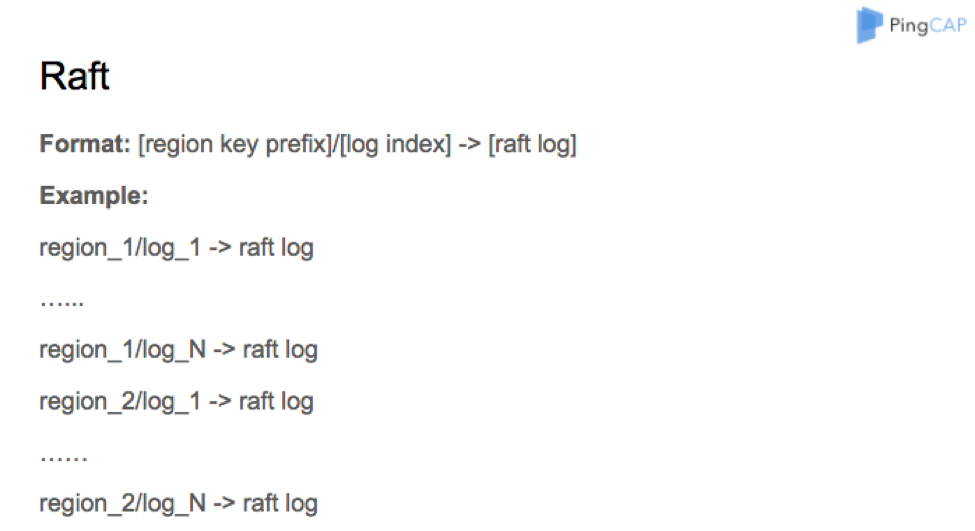 PingCAP
Raft
Format: [region key prefix]/[log index] -> [raft log]
Example:
region_1/log_1 -> raft log
…...
region_1/log_N -> raft log
region_2/log_1 -> raft log
……
region_2/log_N -> raft log